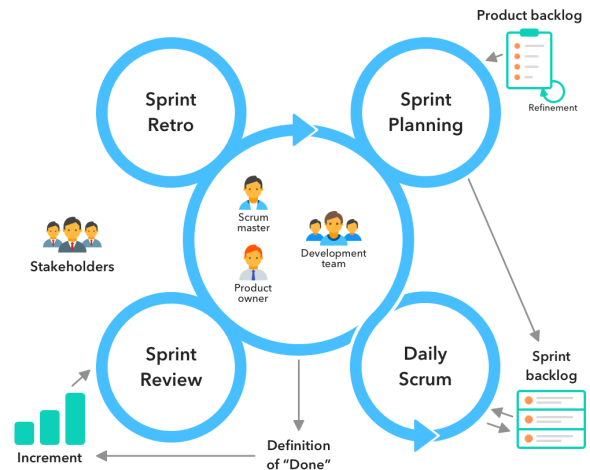 Product backlog
Refinement
Sprint
Retro
Sprint
Planning
Scrum
master
Development
team
Product
owner
Stakeholders
Sprint
Review
Daily
Scrum
Sprint
backlog
Increment
Definition
of “Done”